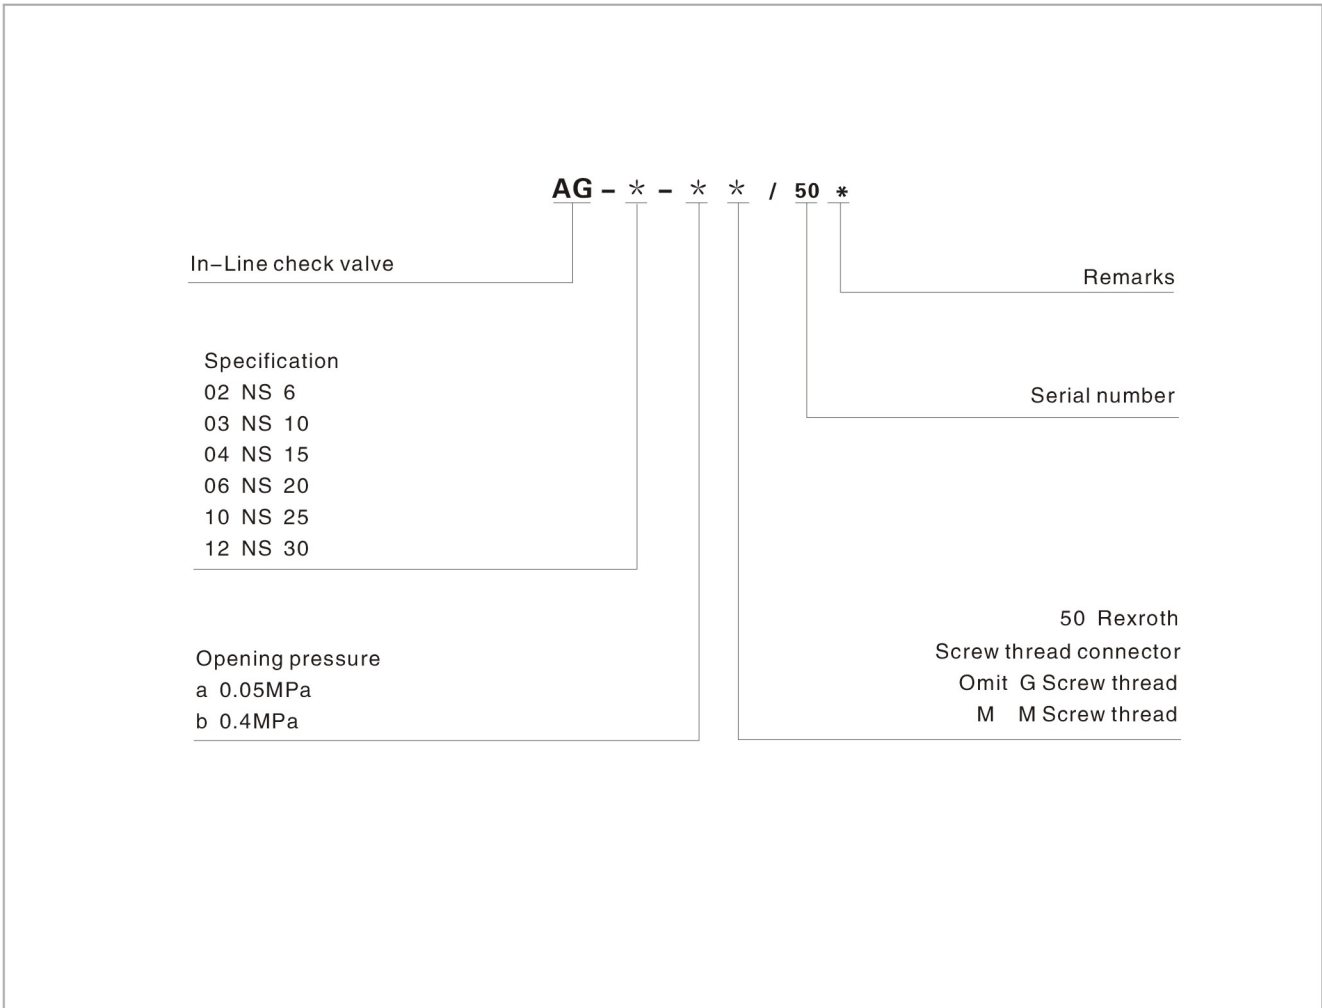 AG – * – * * / 50 *
In–Line check valve
Remarks
Specification
02 NS 6
03 NS 10
04 NS 15
06 NS 20
10 NS 25
12 NS 30
Serial number
Opening pressure
a 0.05MPa
b 0.4MPa
50 Rexroth
Screw thread connector
Omit G Screw thread
M M Screw thread